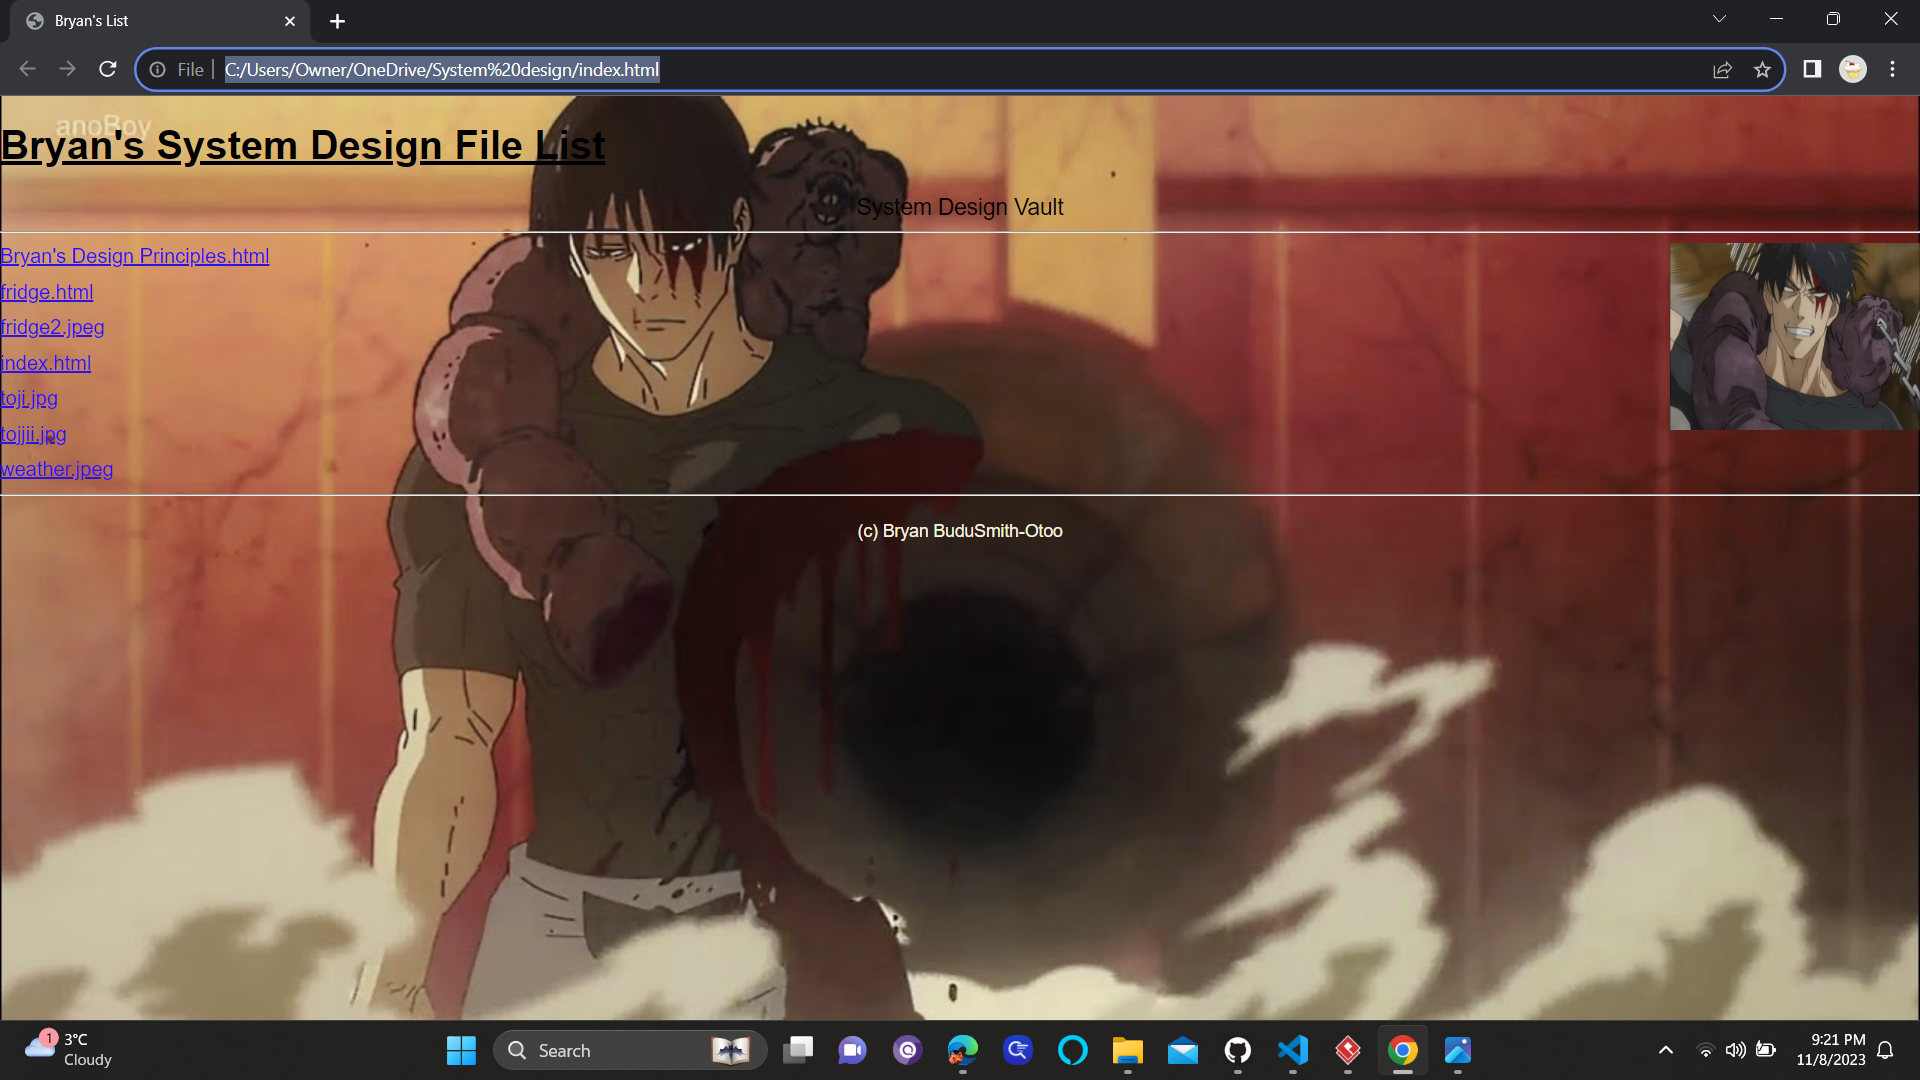 Bryan's List
File
C:/Users/Owner/OneDrive/System%20design/index.html
anoBoy
Bryan's System Design File List
System Design Vault
Bryan's Design Principles.html
fridge.html
fridge2.jpeg
index.html
toji.jpg
tojjii.jpg
weather.jpeg
(c) Bryan BuduSmith-Otoo
1
3°C
Cloudy
Search
9:21 PM
11/8/2023